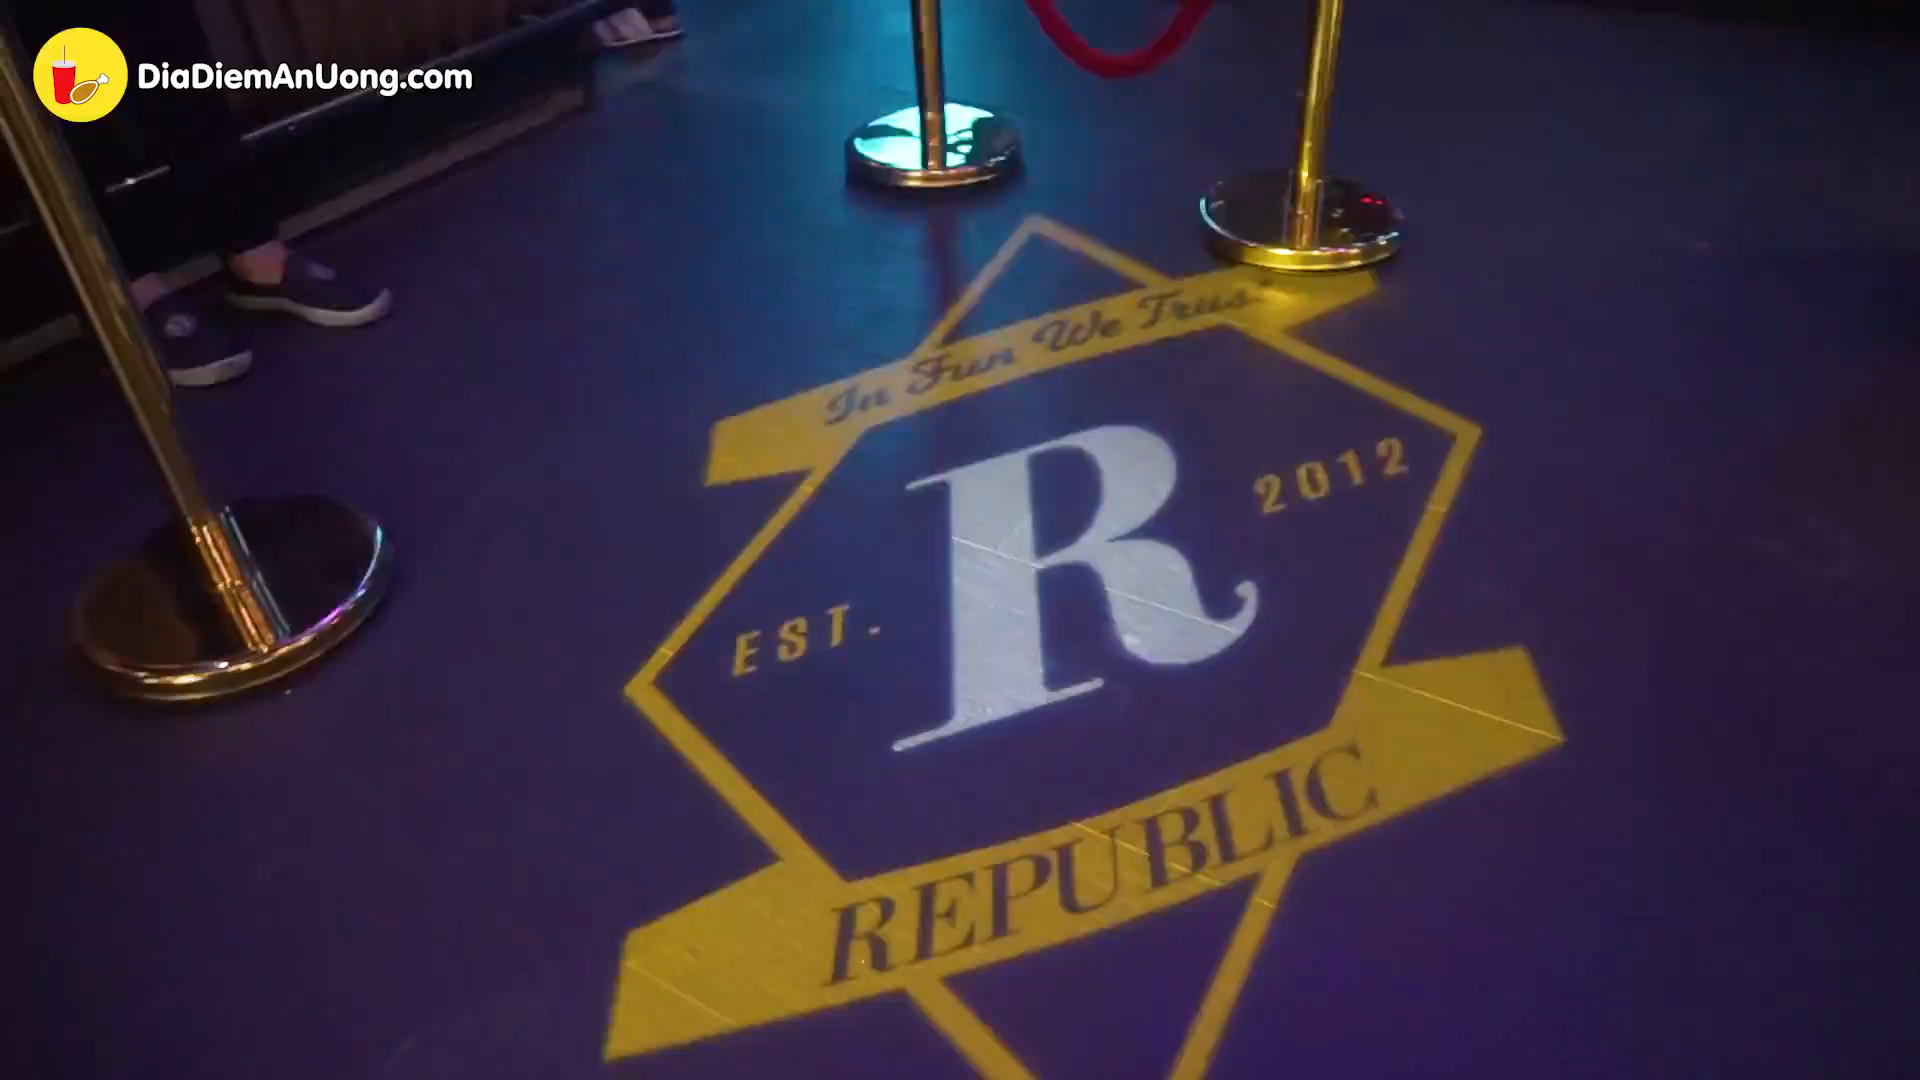 DiaDiemAnUong.com
In Fun We Trust
2012
R
EST.
REPUBLIC